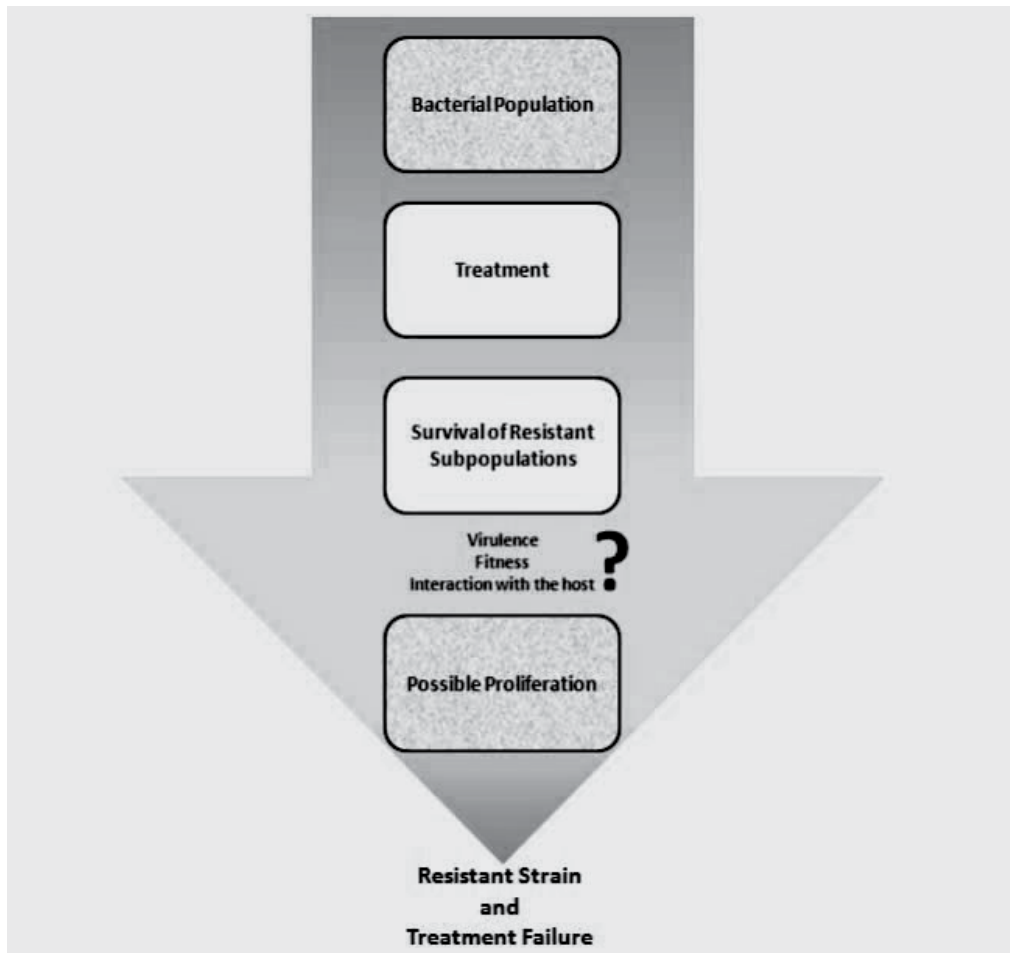 Bacterial Population
Treatment
Survival of Resistant
Subpopulations
Virulence
Fitness
Interaction with the host
?
Possible Proliferation
Resistant Strain
and
Treatment Failure